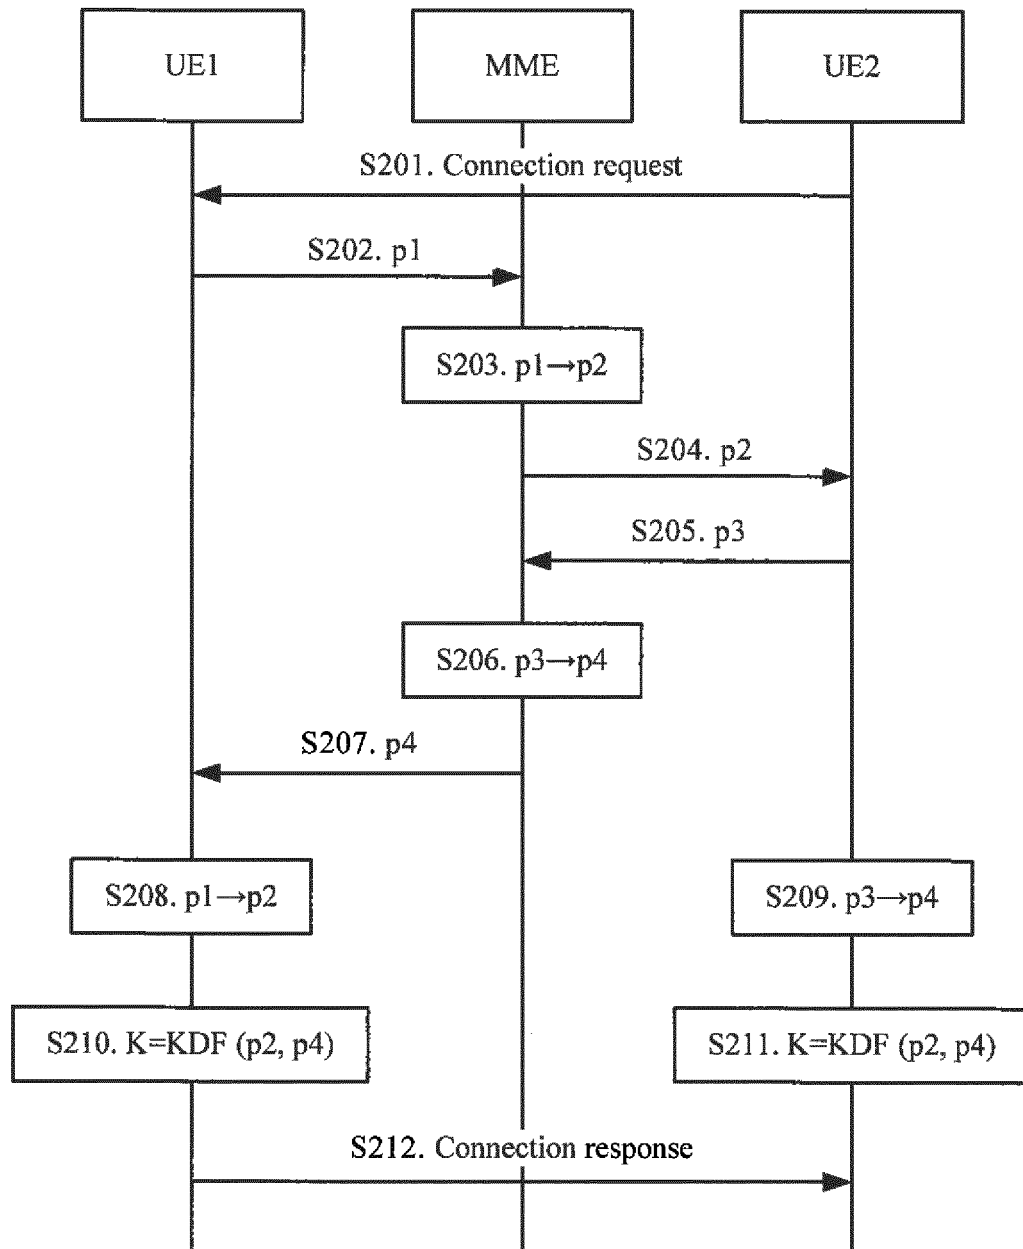 UE1
MME
UE2
S201. Connection request
S202. p1
S203. p1→p2
S204. p2
S205. p3
S206. p3→p4
S207. p4
S208. p1→p2
S209. p3→p4
S210. K=KDF (p2, p4)
S211. K=KDF (p2, p4)
S212. Connection response